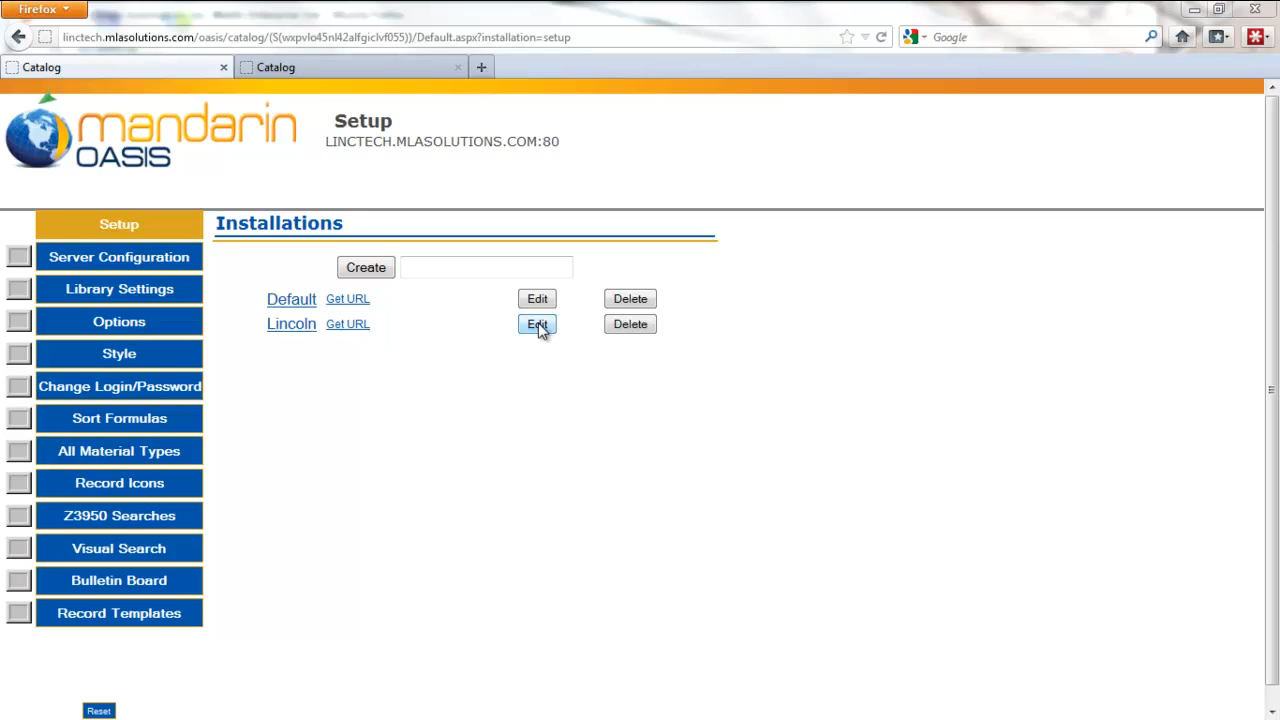 Firefox
linctech.mlasolutions.com/oasis/catalog/(S(wxpvlo45nl42alfgiclvf055))/Default.aspx?installation=setup
Google
Catalog
Catalog
mandarin
OASIS
Setup
LINCTECH.MLASOLUTIONS.COM:80
Setup
Server Configuration
Library Settings
Options
Style
Change Login/Password
Sort Formulas
All Material Types
Record Icons
Z3950 Searches
Visual Search
Bulletin Board
Record Templates
Reset
Installations
Create
Default Get URL Edit Delete
Lincoln Get URL Edit Delete